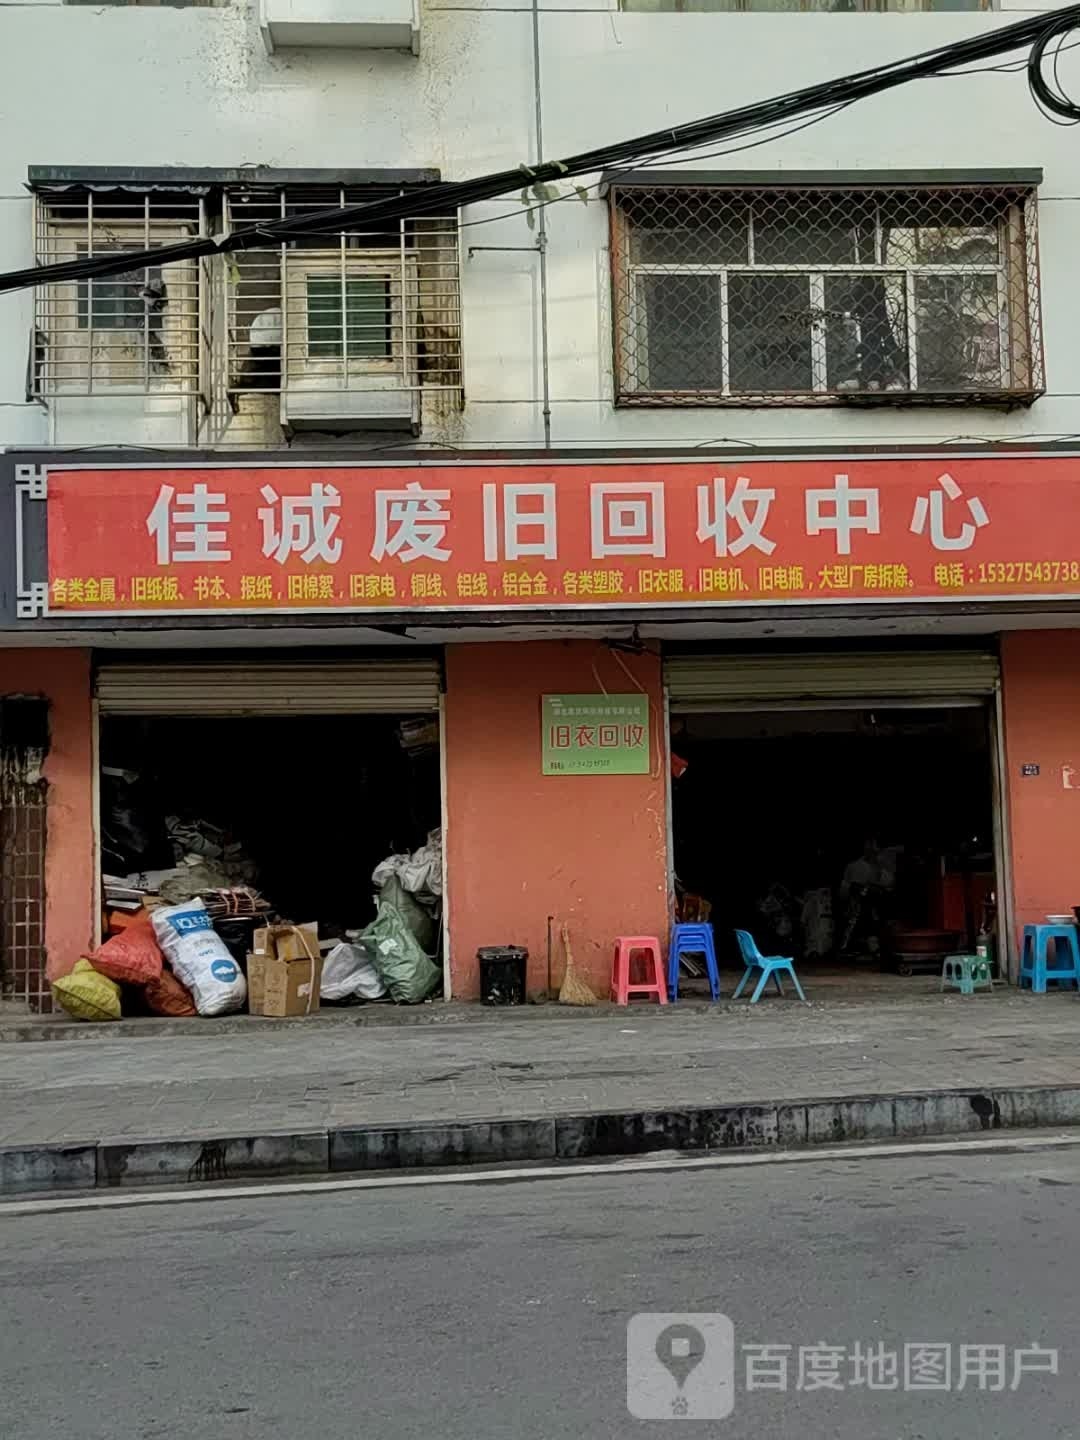 佳诚废旧回收中心
各类金属，旧纸板、书本、报纸，旧棉絮，旧家电，铜线、铝线，铝合金，各类塑胶，旧衣服，旧电机、旧电瓶，大型厂房拆除。 电话：15327543738
旧衣回收
百度地图用户